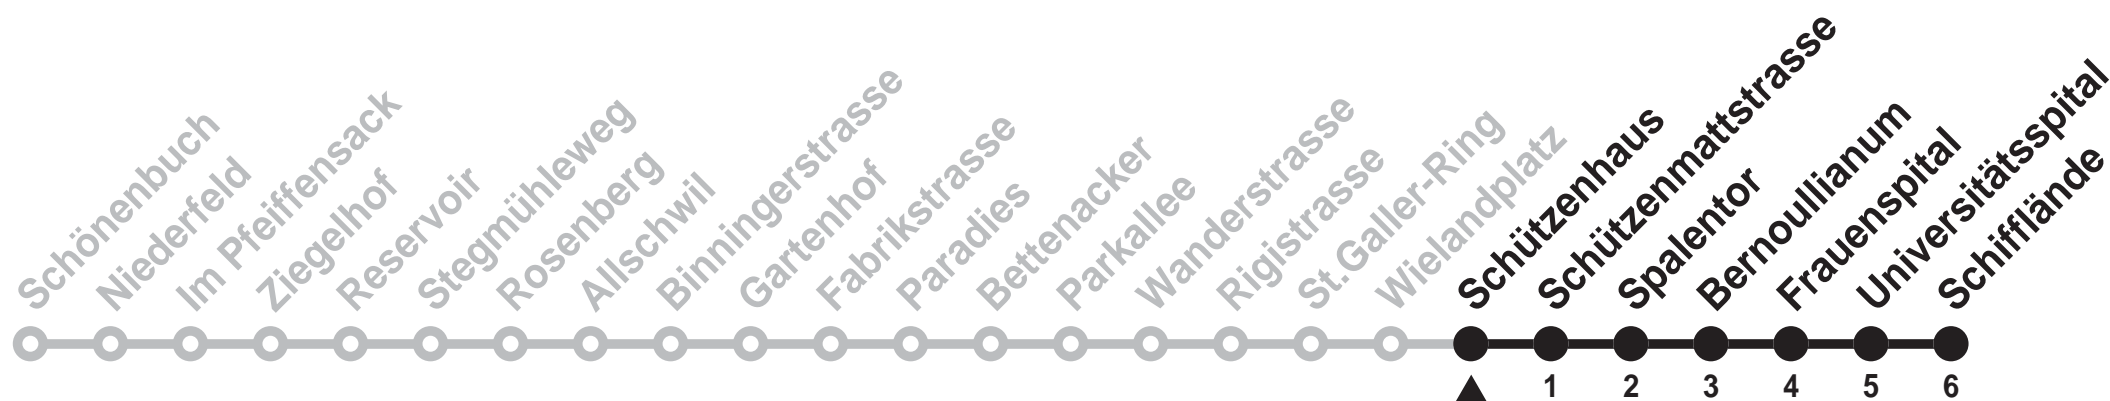 Schönenbuch
Niederfeld
Im Pfeiffensack
Ziegelhof
Reservoir
Stegmühleweg
Rosenberg
Allschwil
Binningerstrasse
Gartenhof
Fabrikstrasse
Paradies
Bettenacker
Parkallee
Wanderstrasse
Rigistrasse
St.Galler-Ring
Wielandplatz
Schützenhaus
Schützenmattstrasse
Spalentor
Bernoullianum
Frauenspital
Universitätsspital
Schifflände
1 2 3 4 5 6